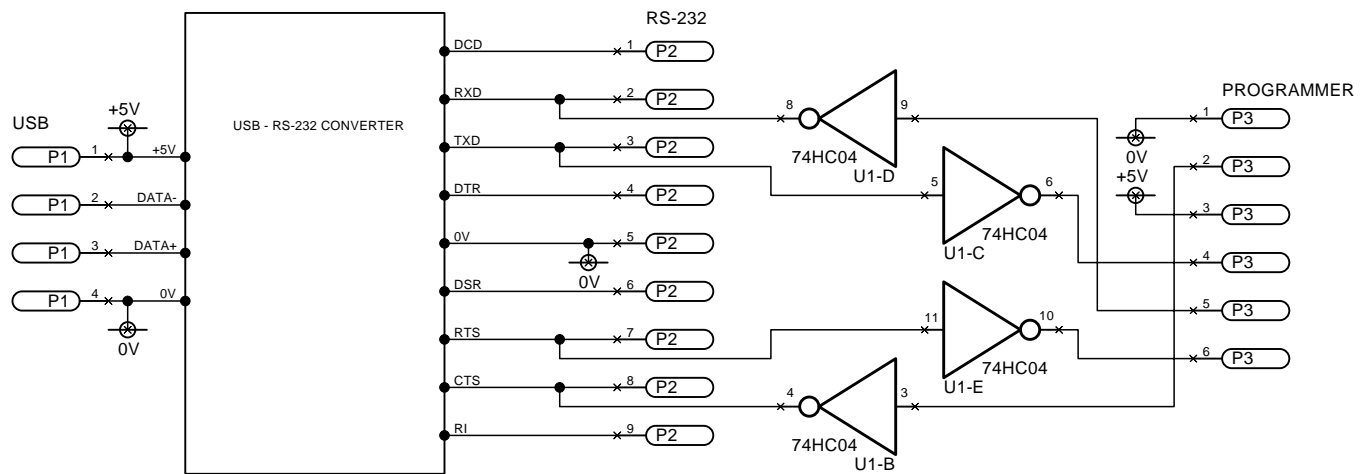 RS-232
DCD
1
P2
RXD
2
P2
8
9
PROGRAMMER
1
P3
USB
+5V
USB - RS-232 CONVERTER
TXD
3
P2
74HC04
U1-D
0V
P1
1
+5V
2
P3
P1
2
DATA-
DTR
4
P2
5
6
+5V
3
P3
P1
3
DATA+
0V
5
P2
0V
74HC04
U1-C
4
P3
P1
4
0V
0V
DSR
6
P2
5
P3
RTS
7
P2
11
10
74HC04
U1-E
6
P3
CTS
8
P2
4
3
RI
9
P2
74HC04
U1-B